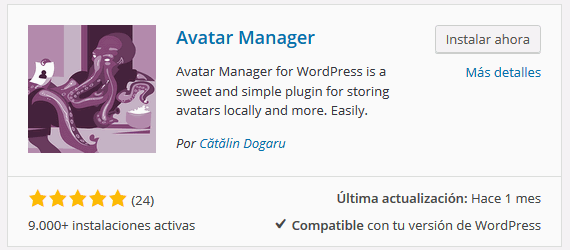 Avatar Manager
Instalar ahora
Más detalles
Avatar Manager for WordPress is a
sweet and simple plugin for storing
avatars locally and more. Easily.
Por Cătălin Dogaru
(24)
Última actualización: Hace 1 mes
9.000+ instalaciones activas
Compatible con tu versión de WordPress